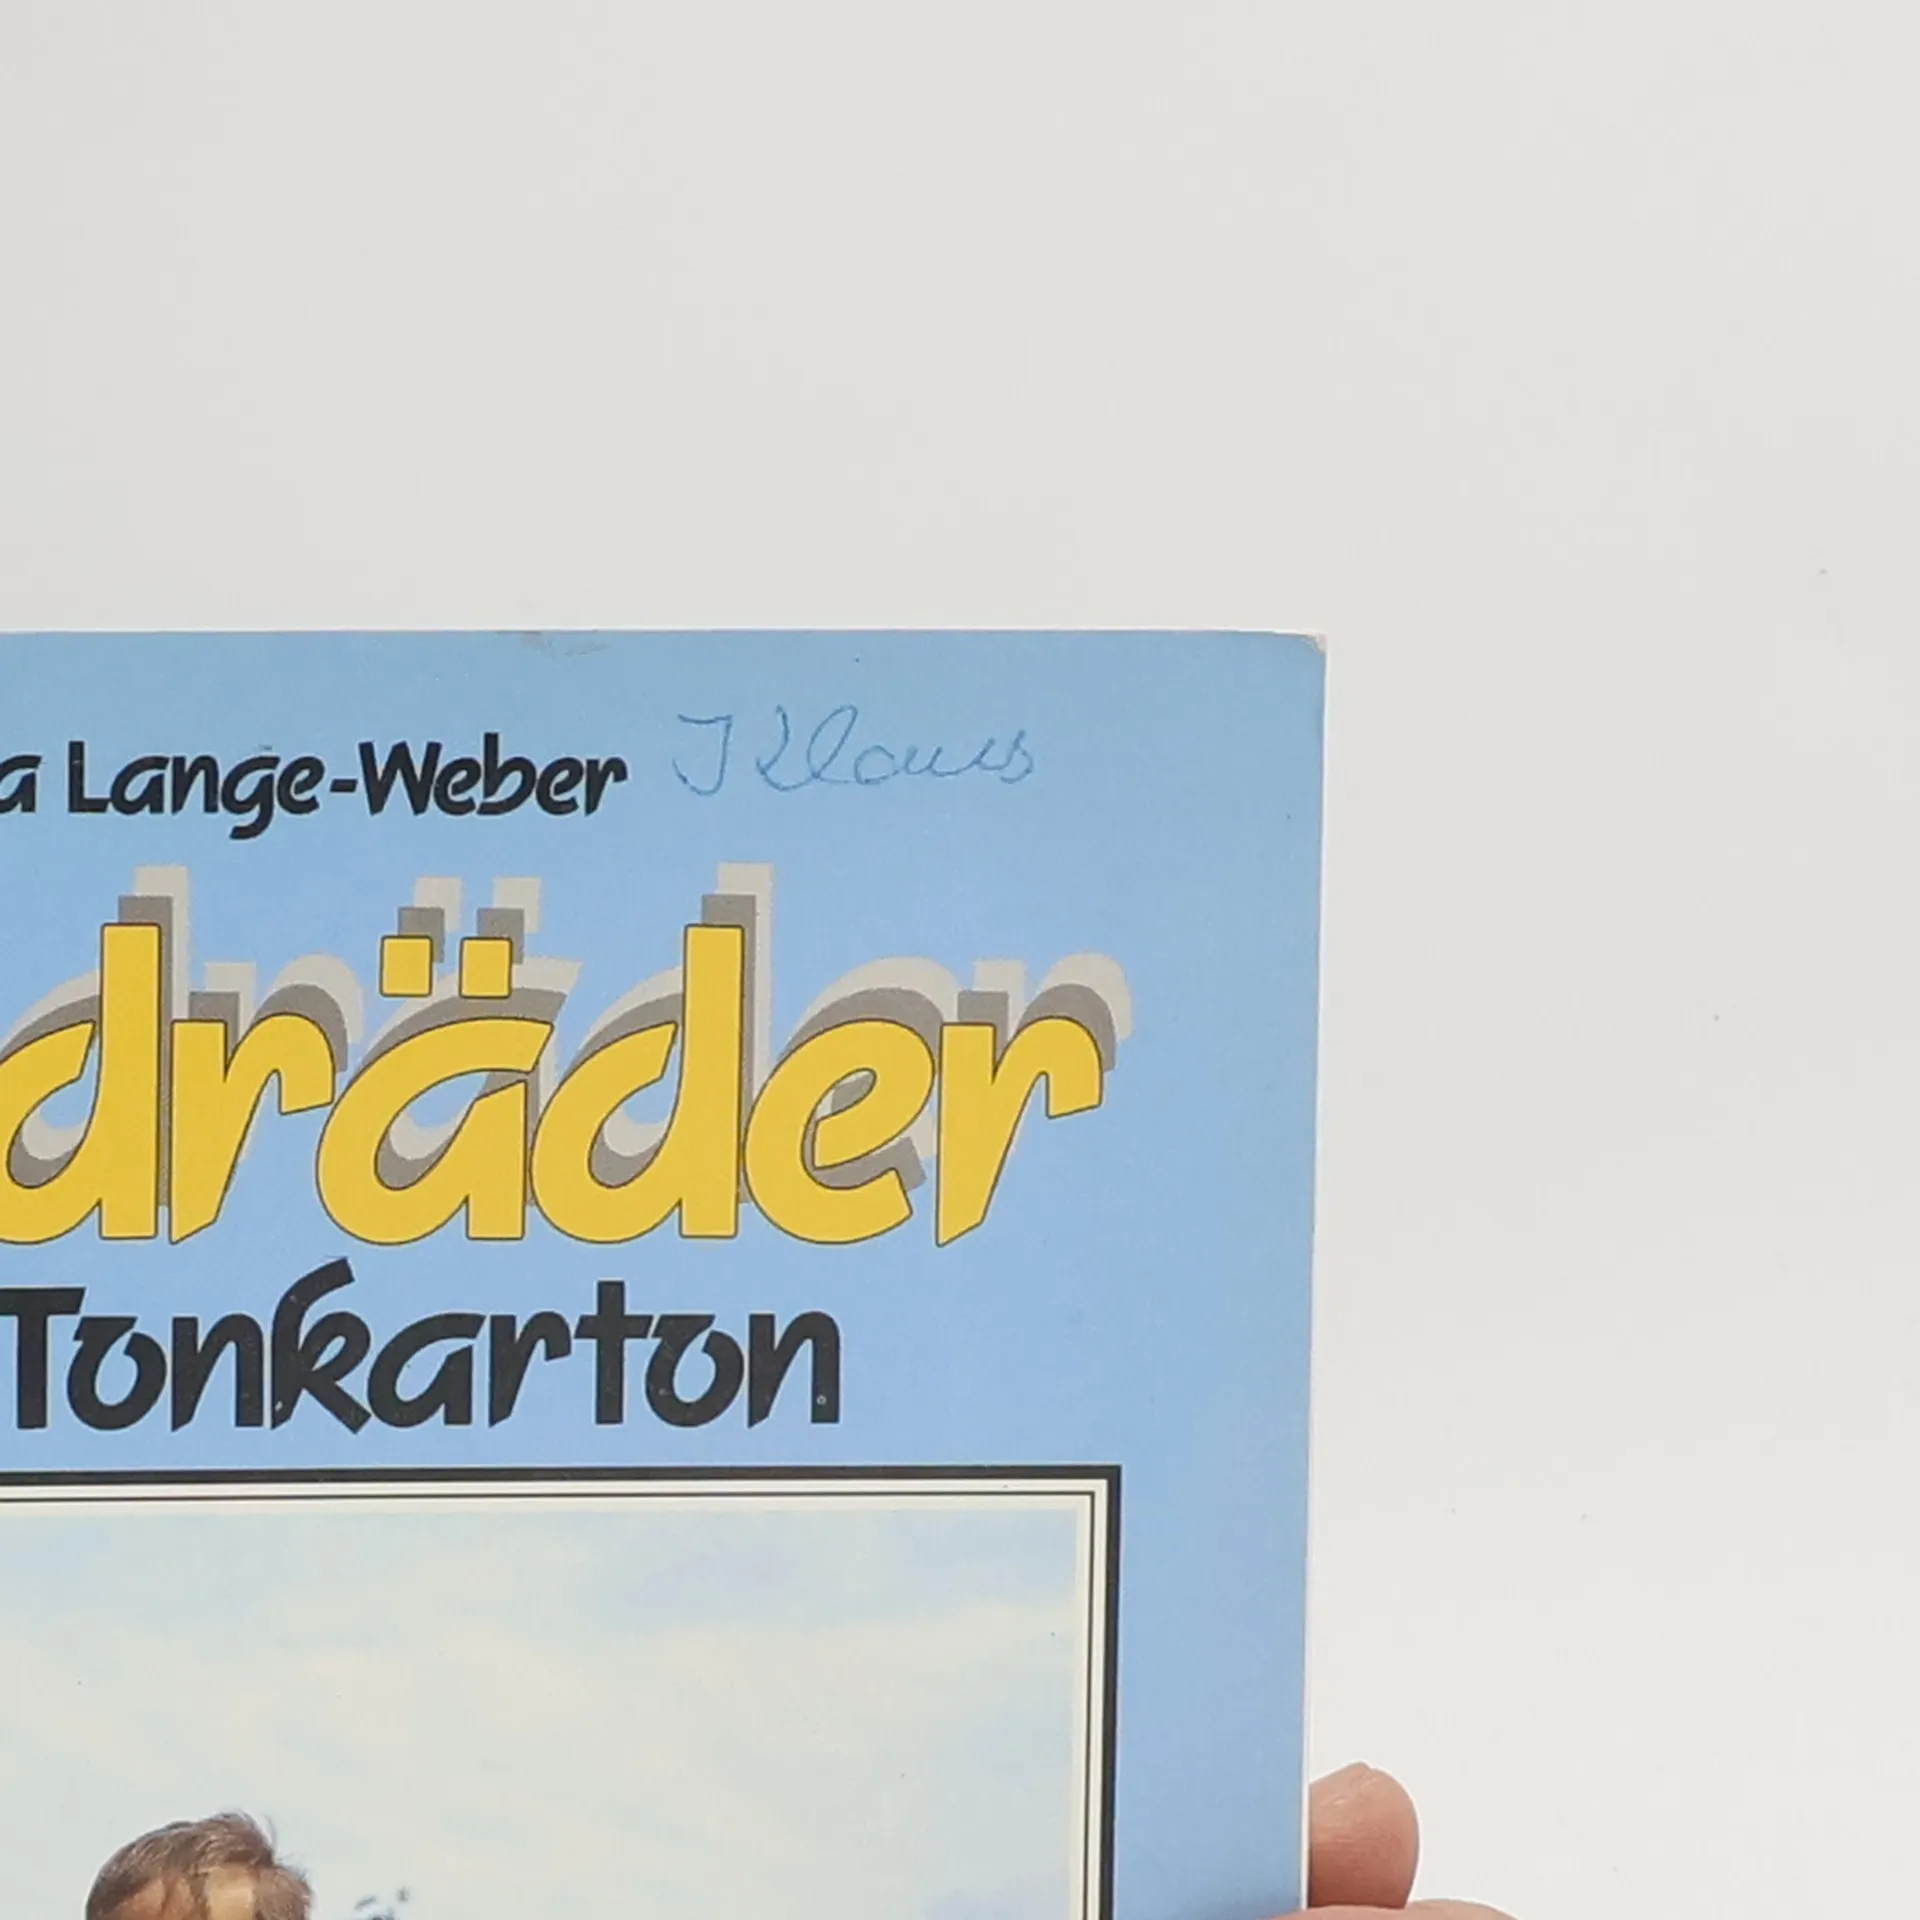 a Lange-Weber J Klaus
dräder
Tonkarton